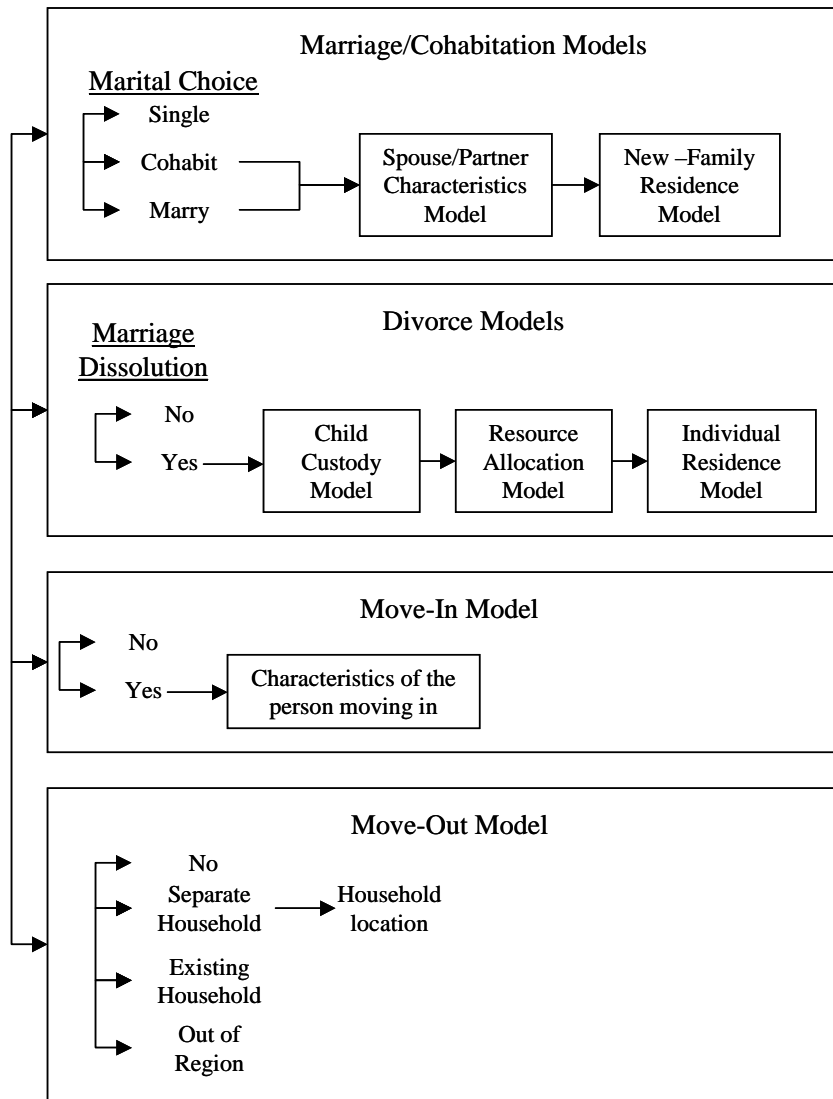 Marriage/Cohabitation Models
Marital Choice
Single
Cohabit
Marry
Spouse/Partner
Characteristics
Model
New –Family
Residence
Model
Divorce Models
Marriage
Dissolution
No
Yes
Child
Custody
Model
Resource
Allocation
Model
Individual
Residence
Model
Move-In Model
No
Yes
Characteristics of the
person moving in
Move-Out Model
No
Separate
Household
Household
location
Existing
Household
Out of
Region